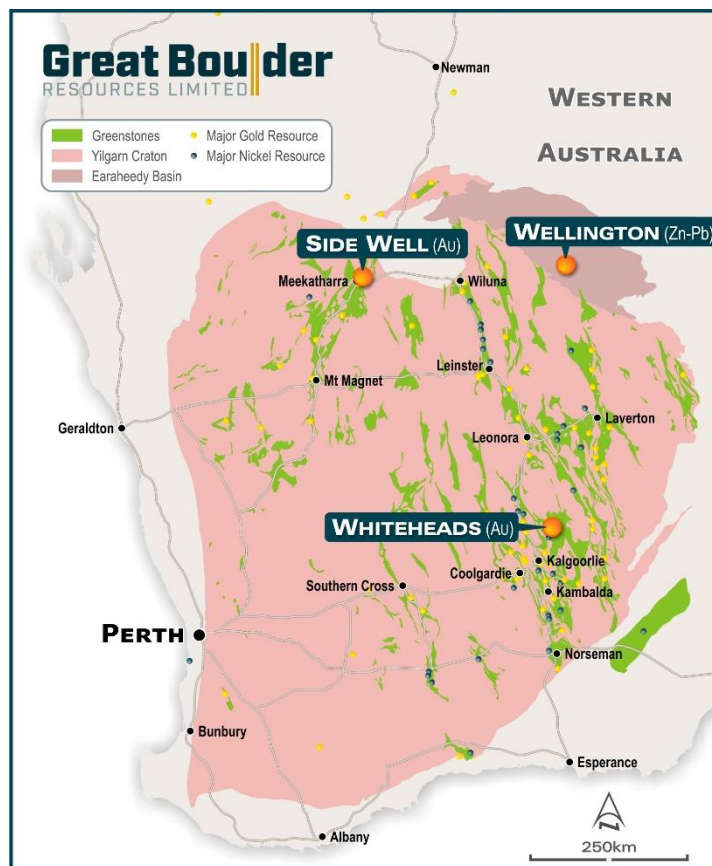 Great Boulder
RESOURCES LIMITED
Newman
WESTERN
AUSTRALIA
Greenstones
Major Gold Resource
Yilgarn Craton
Major Nickel Resource
Earaheedy Basin
SIDE WELL (Au)
WELLINGTON (Zn-Pb)
Meekatharra
Wiluna
Leinster
Mt Magnet
Geraldton
Laverton
Leonora
WHITEHEADS (Au)
Kalgoorlie
Coolgardie
Southern Cross
Kambalda
PERTH
Norseman
Bunbury
Esperance
Albany
250km